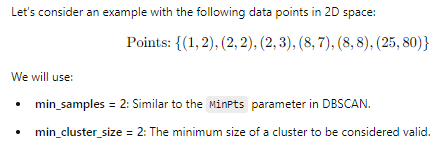 Let's consider an example with the following data points in 2D space:
Points: {(1, 2), (2, 2), (2, 3), (8, 7), (8, 8), (25, 80)}
We will use:
• min_samples = 2: Similar to the MinPts parameter in DBSCAN.
• min_cluster_size = 2: The minimum size of a cluster to be considered valid.